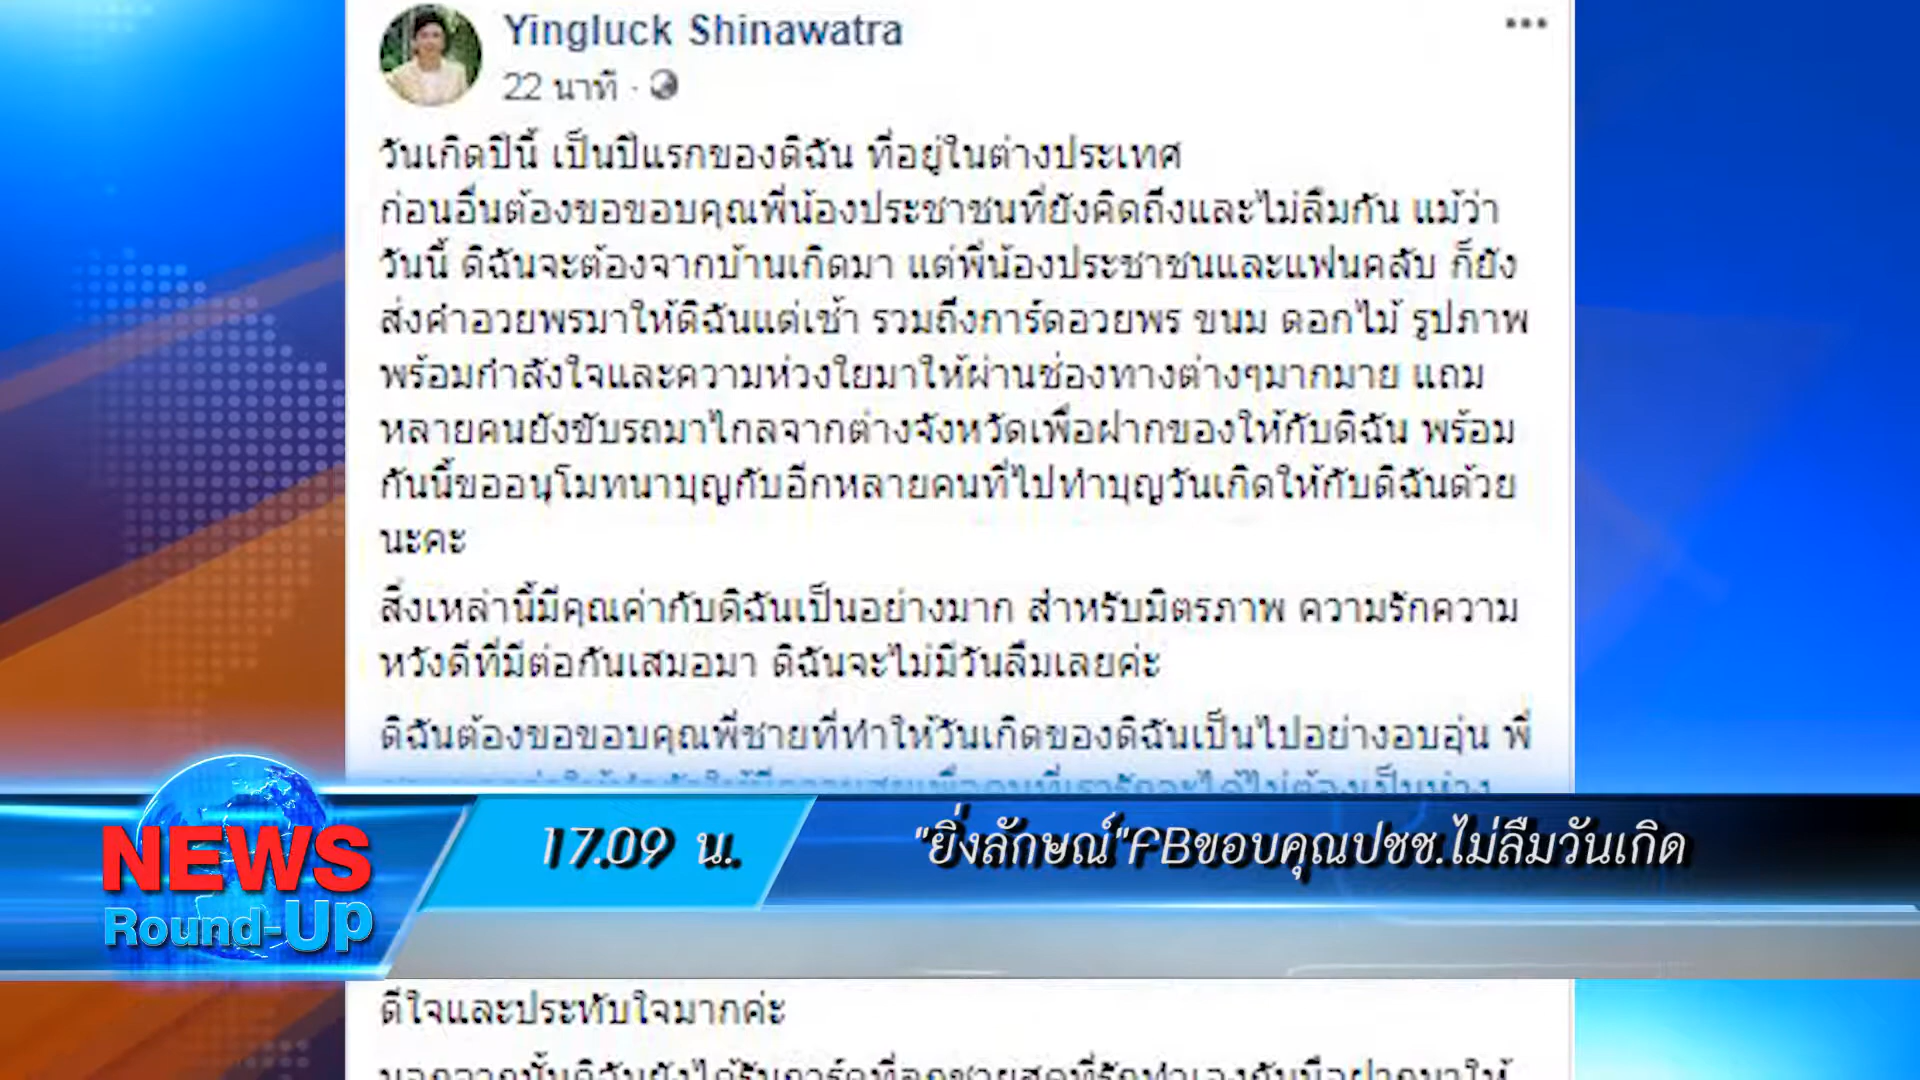 Yingluck Shinawatra
22 นาที ·
วันเกิดปีนี้ เป็นปีแรกของดิฉัน ที่อยู่ในต่างประเทศ
ก่อนอื่นต้องขอขอบคุณพี่น้องประชาชนที่ยังคิดถึงและไม่ลืมกัน แม้ว่า
วันนี้ ดิฉันจะต้องจากบ้านเกิดมา แต่พี่น้องประชาชนและแฟนคลับ ก็ยัง
ส่งคำอวยพรมาให้ดิฉันแต่เช้า รวมถึงการ์ดอวยพร ขนม ดอกไม้ รูปภาพ
พร้อมกำลังใจและความห่วงใยมาให้ผ่านช่องทางต่างๆมากมาย แถม
หลายคนยังขับรถมาไกลจากต่างจังหวัดเพื่อฝากของให้กับดิฉัน พร้อม
กันนี้ขออนุโมทนาบุญกับอีกหลายคนที่ไปทำบุญวันเกิดให้กับดิฉันด้วย
นะคะ
สิ่งเหล่านี้มีคุณค่ากับดิฉันเป็นอย่างมาก สำหรับมิตรภาพ ความรักความ
หวังดีที่มีต่อกันเสมอมา ดิฉันจะไม่มีวันลืมเลยค่ะ
ดิฉันต้องขอขอบคุณพี่ชายที่ทำให้วันเกิดของดิฉันเป็นไปอย่างอบอุ่น พี่
NEWS
Round-Up
17.09 น.
"ยิ่งลักษณ์"FBขอบคุณปชช.ไม่ลืมวันเกิด
ดีใจและประทับใจมากค่ะ